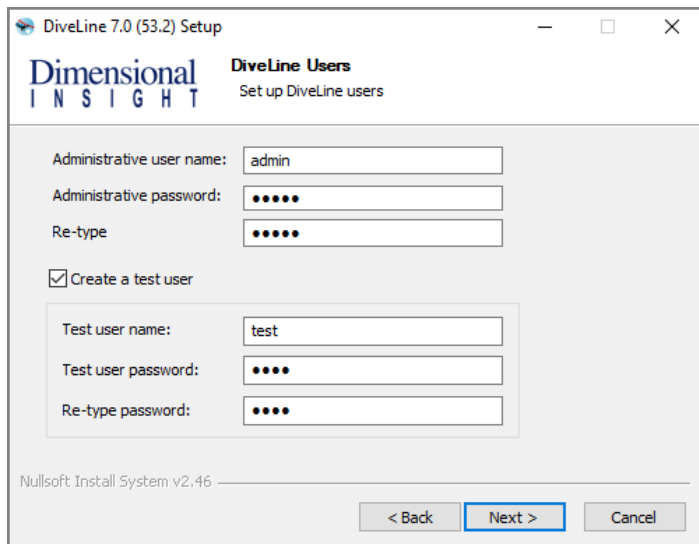 DiveLine 7.0 (53.2) Setup
Dimensional
INSIGHT
DiveLine Users
Set up DiveLine users
Administrative user name: admin
Administrative password: •••••
Re-type •••••
Create a test user
Test user name: test
Test user password: ••••
Re-type password: ••••
Nullsoft Install System v2.46
< Back Next > Cancel